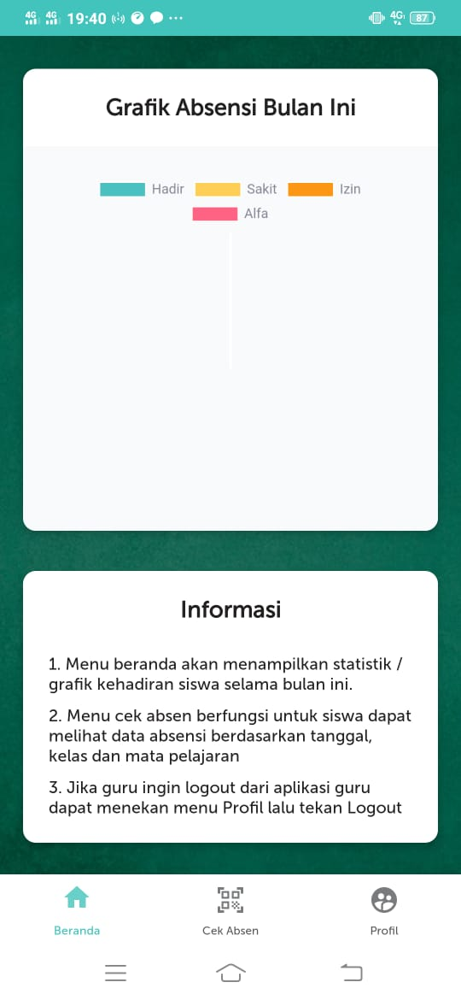 4G 4G 19:40 4G 87
Grafik Absensi Bulan Ini
Hadir Sakit Izin
Alfa
Informasi
1. Menu beranda akan menampilkan statistik /
grafik kehadiran siswa selama bulan ini.
2. Menu cek absen berfungsi untuk siswa dapat
melihat data absensi berdasarkan tanggal,
kelas dan mata pelajaran
3. Jika guru ingin logout dari aplikasi guru
dapat menekan menu Profil lalu tekan Logout
Beranda Cek Absen Profil